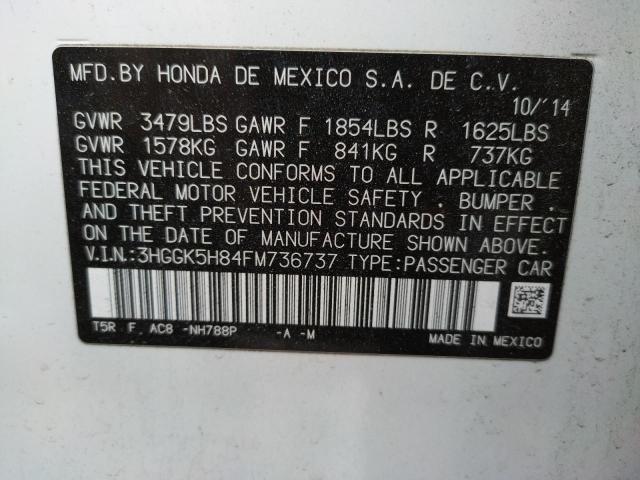 MFD.BY HONDA DE MEXICO S.A. DE C.V.
10/'14
GVWR 3479LBS GAWR F 1854LBS R 1625LBS
GVWR 1578KG GAWR F 841KG R 737KG
THIS VEHICLE CONFORMS TO ALL APPLICABLE
FEDERAL MOTOR VEHICLE SAFETY , BUMPER ,
AND THEFT PREVENTION STANDARDS IN EFFECT
ON THE DATE OF MANUFACTURE SHOWN ABOVE.
V.I.N.:3HGGK5H84FM736737 TYPE:PASSENGER CAR
T5R F AC8 -NH788P -A -M
MADE IN MEXICO